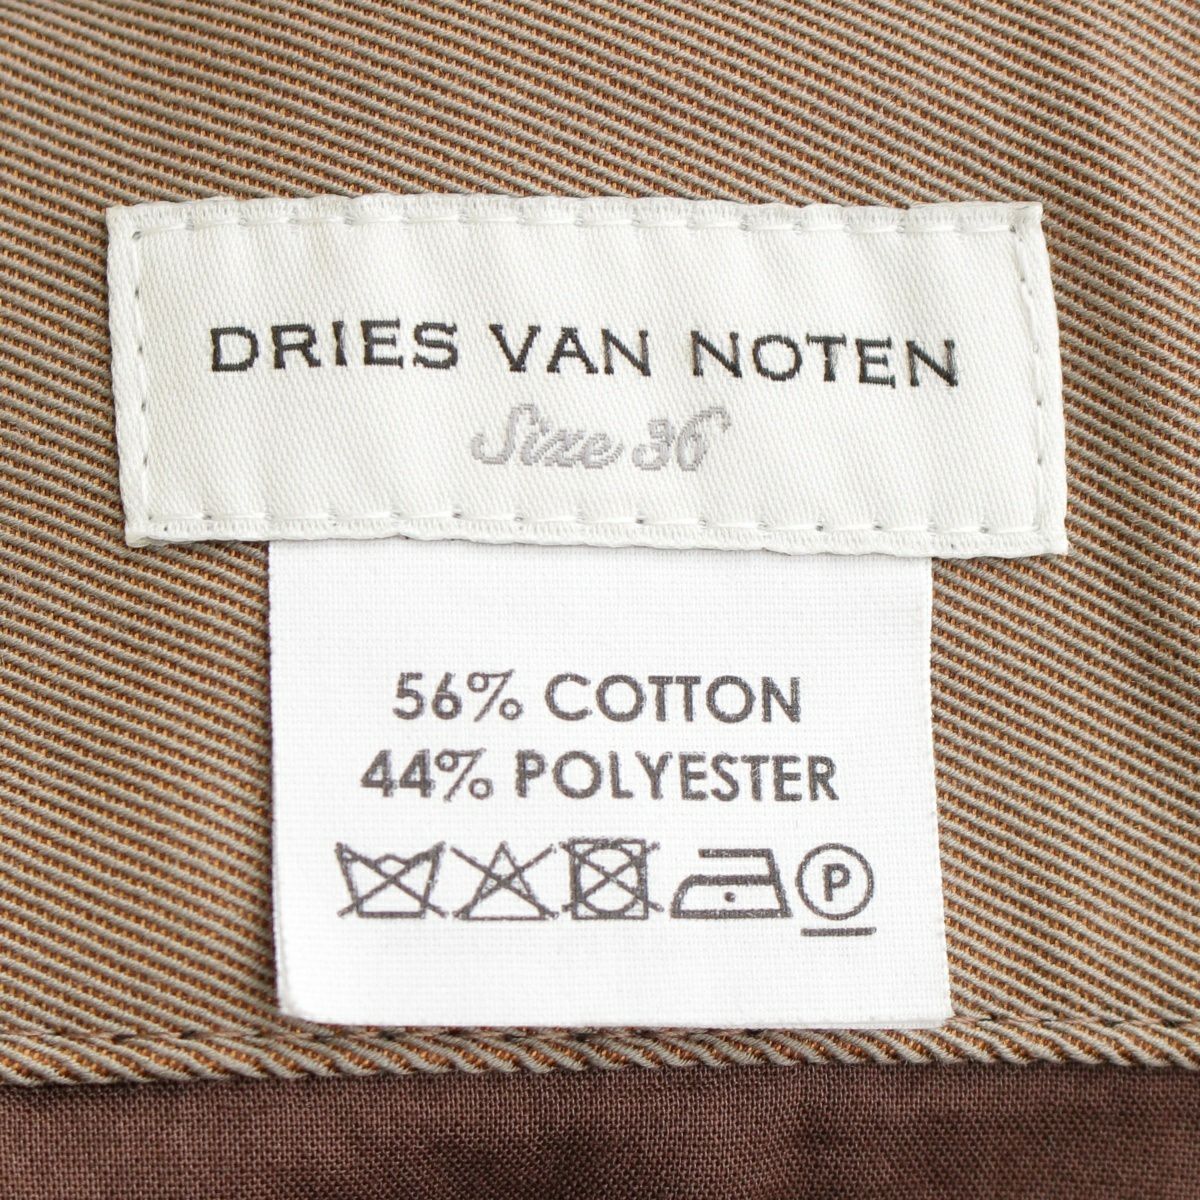 DRIES VAN NOTEN
Size 36
56% COTTON
44% POLYESTER
P